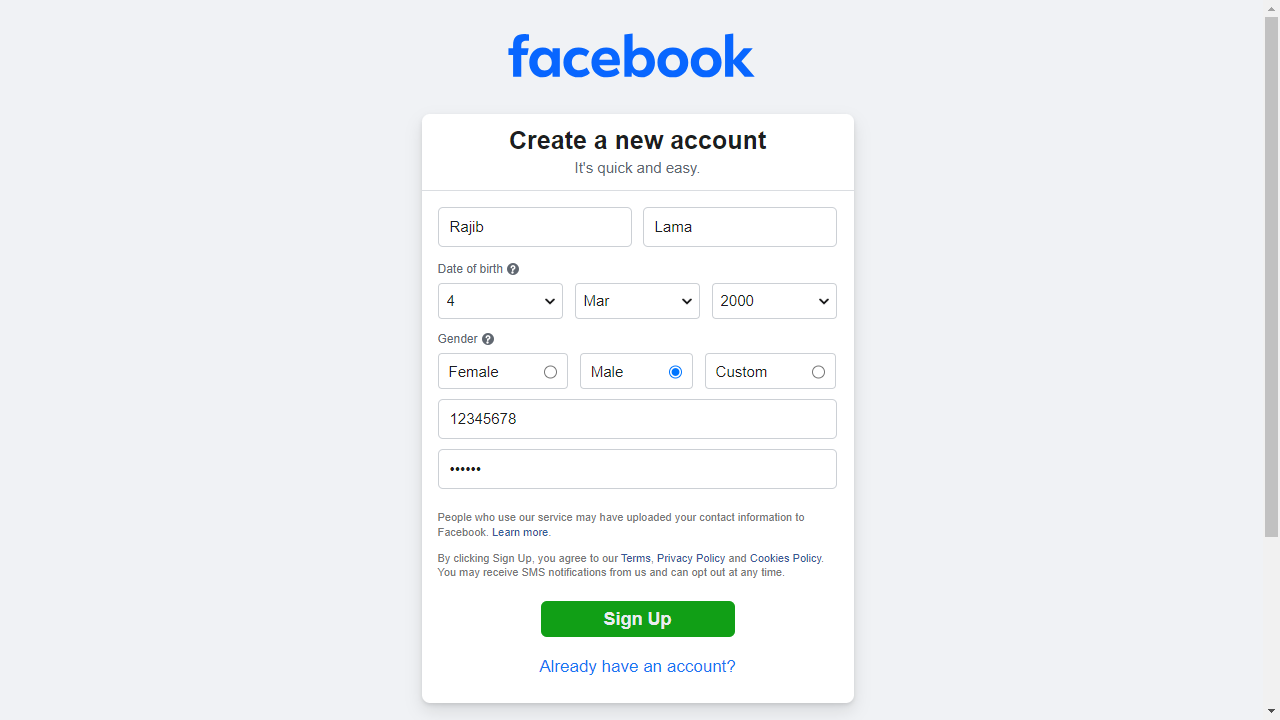 facebook
Create a new account
It's quick and easy.
Rajib Lama
Date of birth ?
4 Mar 2000
Gender ?
Female Male Custom
12345678
••••••
People who use our service may have uploaded your contact information to
Facebook. Learn more.
By clicking Sign Up, you agree to our Terms, Privacy Policy and Cookies Policy.
You may receive SMS notifications from us and can opt out at any time.
Sign Up
Already have an account?